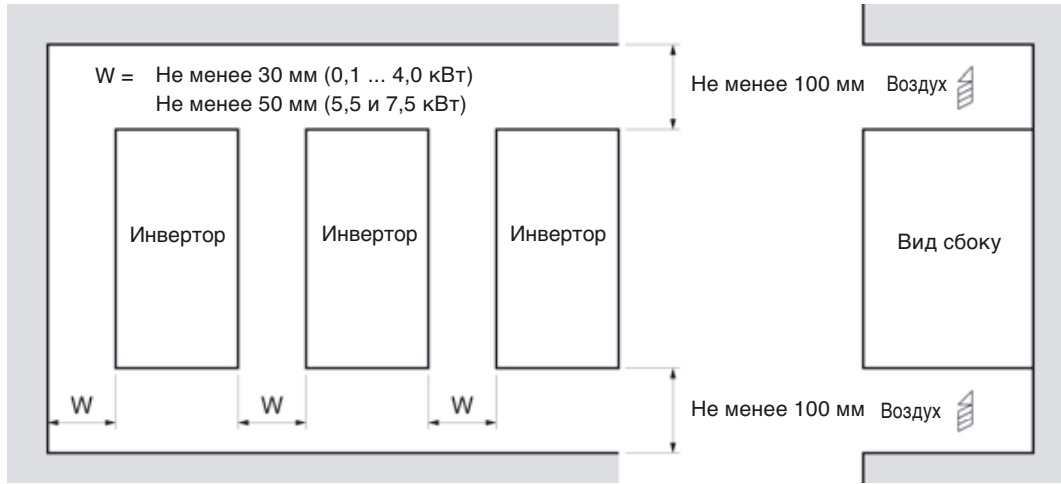 W = Не менее 30 мм (0,1 ... 4,0 кВт)
Не менее 50 мм (5,5 и 7,5 кВт)
Не менее 100 мм
Воздух
Инвертор
Инвертор
Инвертор
Вид сбоку
W
W
W
Не менее 100 мм
Воздух